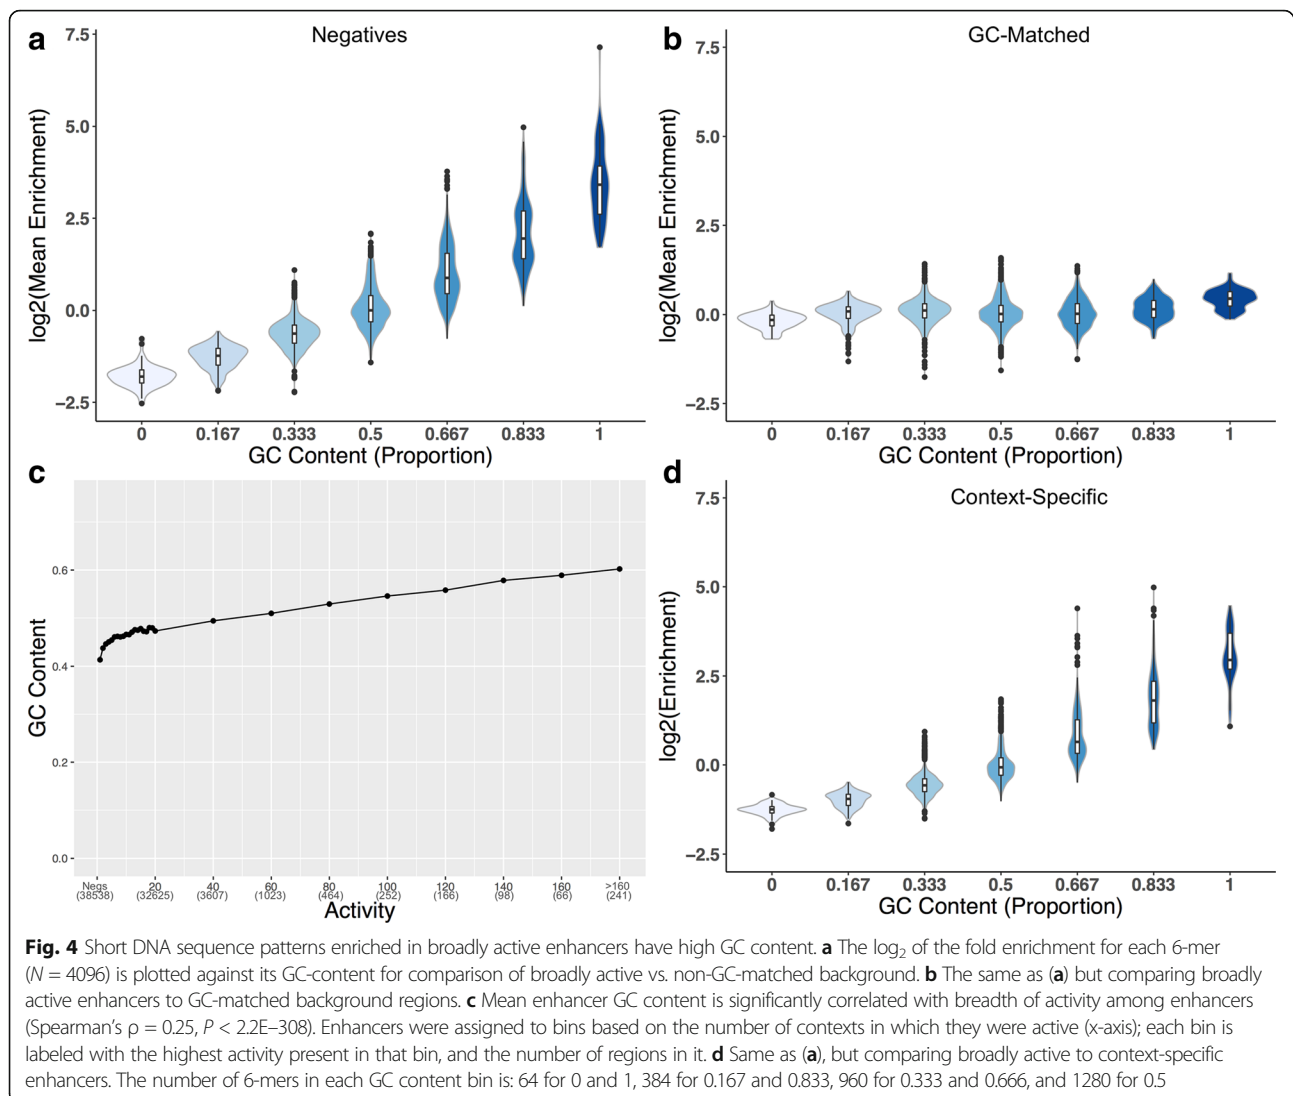 a
Negatives
7.5
5.0
2.5
0.0
−2.5
log2(Mean Enrichment)
0 0.167 0.333 0.5 0.667 0.833 1
GC Content (Proportion)
b
GC-Matched
7.5
5.0
2.5
0.0
−2.5
log2(Mean Enrichment)
0 0.167 0.333 0.5 0.667 0.833 1
GC Content (Proportion)
c
0.6
0.4
0.2
0.0
GC Content
Negs 20 40 60 80 100 120 140 160 >160
(38538) (32625) (3607) (1023) (464) (252) (166) (98) (66) (241)
Activity
d
Context-Specific
7.5
5.0
2.5
0.0
−2.5
log2(Enrichment)
0 0.167 0.333 0.5 0.667 0.833 1
GC Content (Proportion)
Fig. 4 Short DNA sequence patterns enriched in broadly active enhancers have high GC content. a The log2 of the fold enrichment for each 6-mer
(N = 4096) is plotted against its GC-content for comparison of broadly active vs. non-GC-matched background. b The same as (a) but comparing broadly
active enhancers to GC-matched background regions. c Mean enhancer GC content is significantly correlated with breadth of activity among enhancers
(Spearman's ρ = 0.25, P < 2.2E–308). Enhancers were assigned to bins based on the number of contexts in which they were active (x-axis); each bin is
labeled with the highest activity present in that bin, and the number of regions in it. d Same as (a), but comparing broadly active to context-specific
enhancers. The number of 6-mers in each GC content bin is: 64 for 0 and 1, 384 for 0.167 and 0.833, 960 for 0.333 and 0.666, and 1280 for 0.5